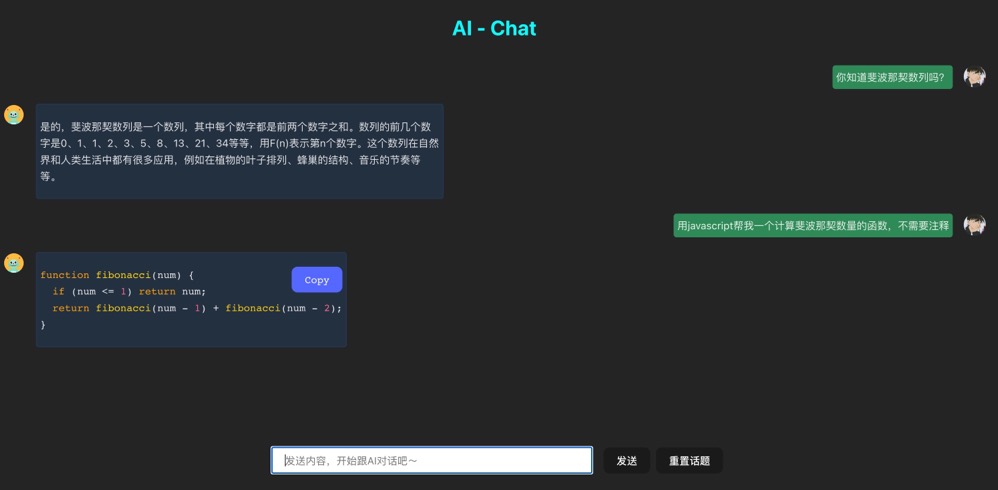 AI - Chat
你知道斐波那契数列吗？
是的，斐波那契数列是一个数列，其中每个数字都是前两个数字之和。数列的前几个数
字是0、1、1、2、3、5、8、13、21、34等等，用F(n)表示第n个数字。这个数列在自然
界和人类生活中都有很多应用，例如在植物的叶子排列、蜂巢的结构、音乐的节奏等
等。
用javascript帮我一个计算斐波那契数量的函数，不需要注释
function fibonacci(num) {
Copy
  if (num <= 1) return num;
  return fibonacci(num - 1) + fibonacci(num - 2);
}
发送内容，开始跟AI对话吧～
发送
重置话题